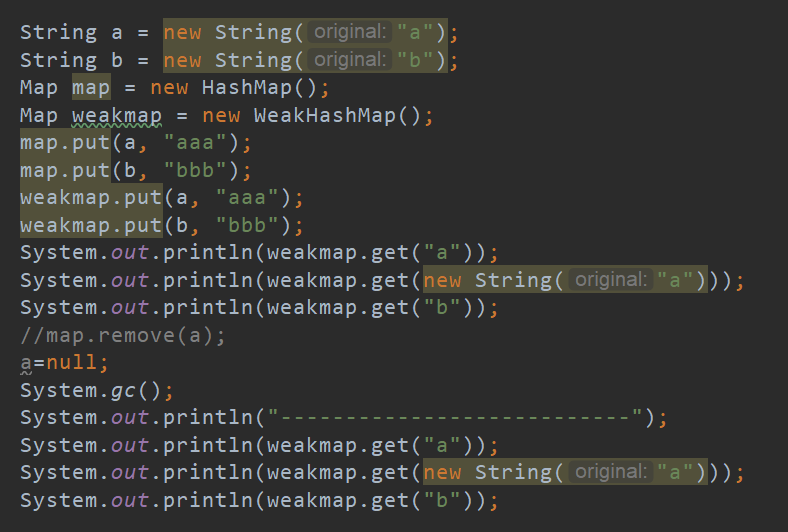 String a = new String( original: "a");
String b = new String( original: "b");
Map map = new HashMap();
Map weakmap = new WeakHashMap();
map.put(a, "aaa");
map.put(b, "bbb");
weakmap.put(a, "aaa");
weakmap.put(b, "bbb");
System.out.println(weakmap.get("a"));
System.out.println(weakmap.get(new String( original: "a")));
System.out.println(weakmap.get("b"));
//map.remove(a);
a=null;
System.gc();
System.out.println("---------------------------");
System.out.println(weakmap.get("a"));
System.out.println(weakmap.get(new String( original: "a")));
System.out.println(weakmap.get("b"));